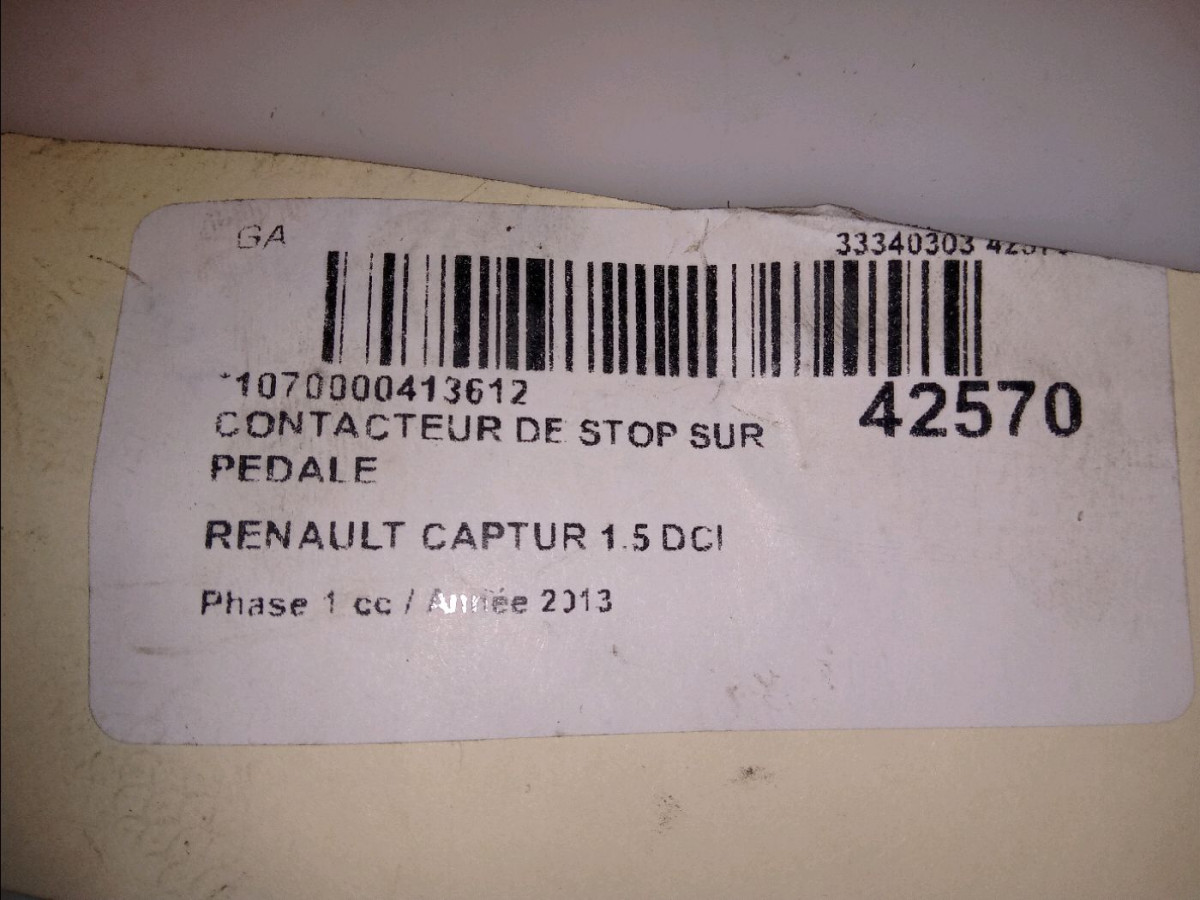 GA
33340303
*1070000413612
42570
CONTACTEUR DE STOP SUR
PEDALE
RENAULT CAPTUR 1.5 DCI
Phase 1 cc / Année 2013